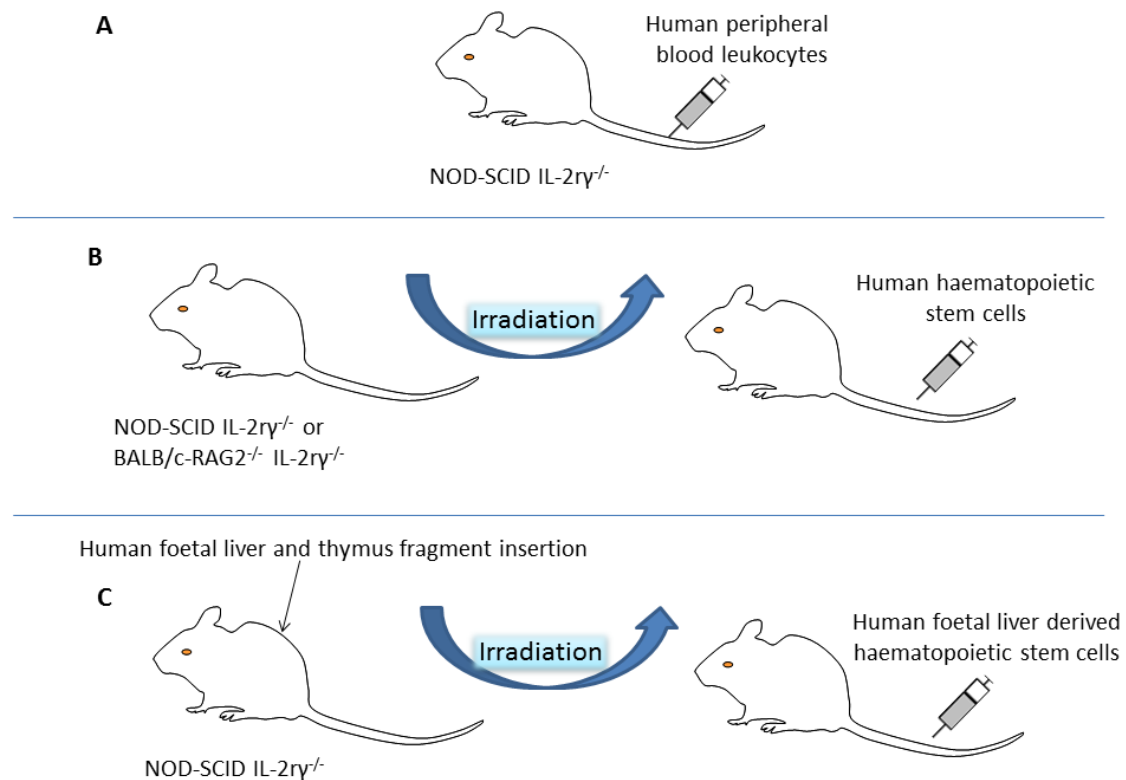 A
Human peripheral
blood leukocytes
NOD-SCID IL-2rγ-/-
B
Irradiation
Human haematopoietic
stem cells
NOD-SCID IL-2rγ-/- or
BALB/c-RAG2-/- IL-2rγ-/-
Human foetal liver and thymus fragment insertion
C
Irradiation
Human foetal liver derived
haematopoietic stem cells
NOD-SCID IL-2rγ-/-